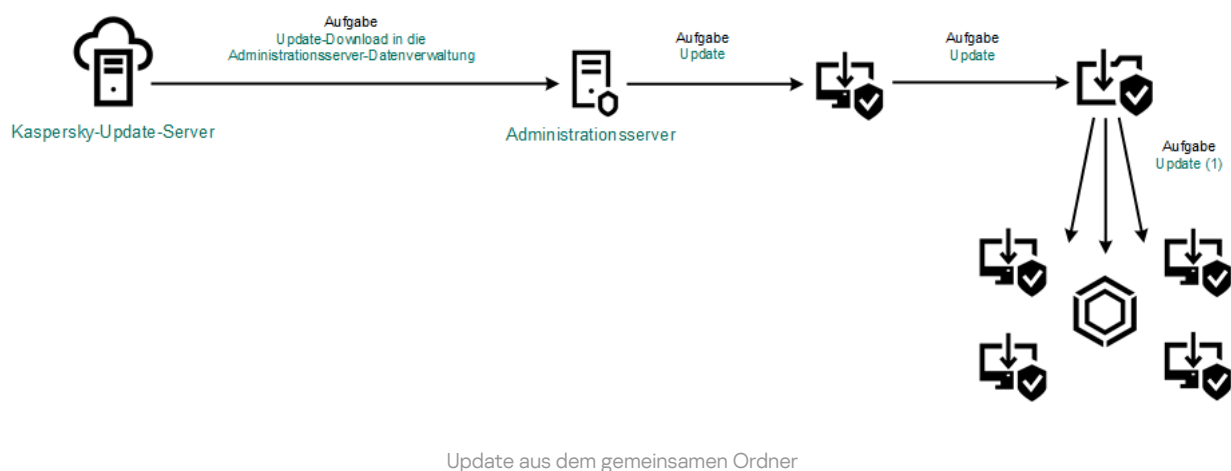 Aufgabe
Update-Download in die
Administrationsserver-Datenverwaltung
Aufgabe
Update
Aufgabe
Update
Kaspersky-Update-Server
Administrationsserver
Aufgabe
Update (1)
Update aus dem gemeinsamen Ordner